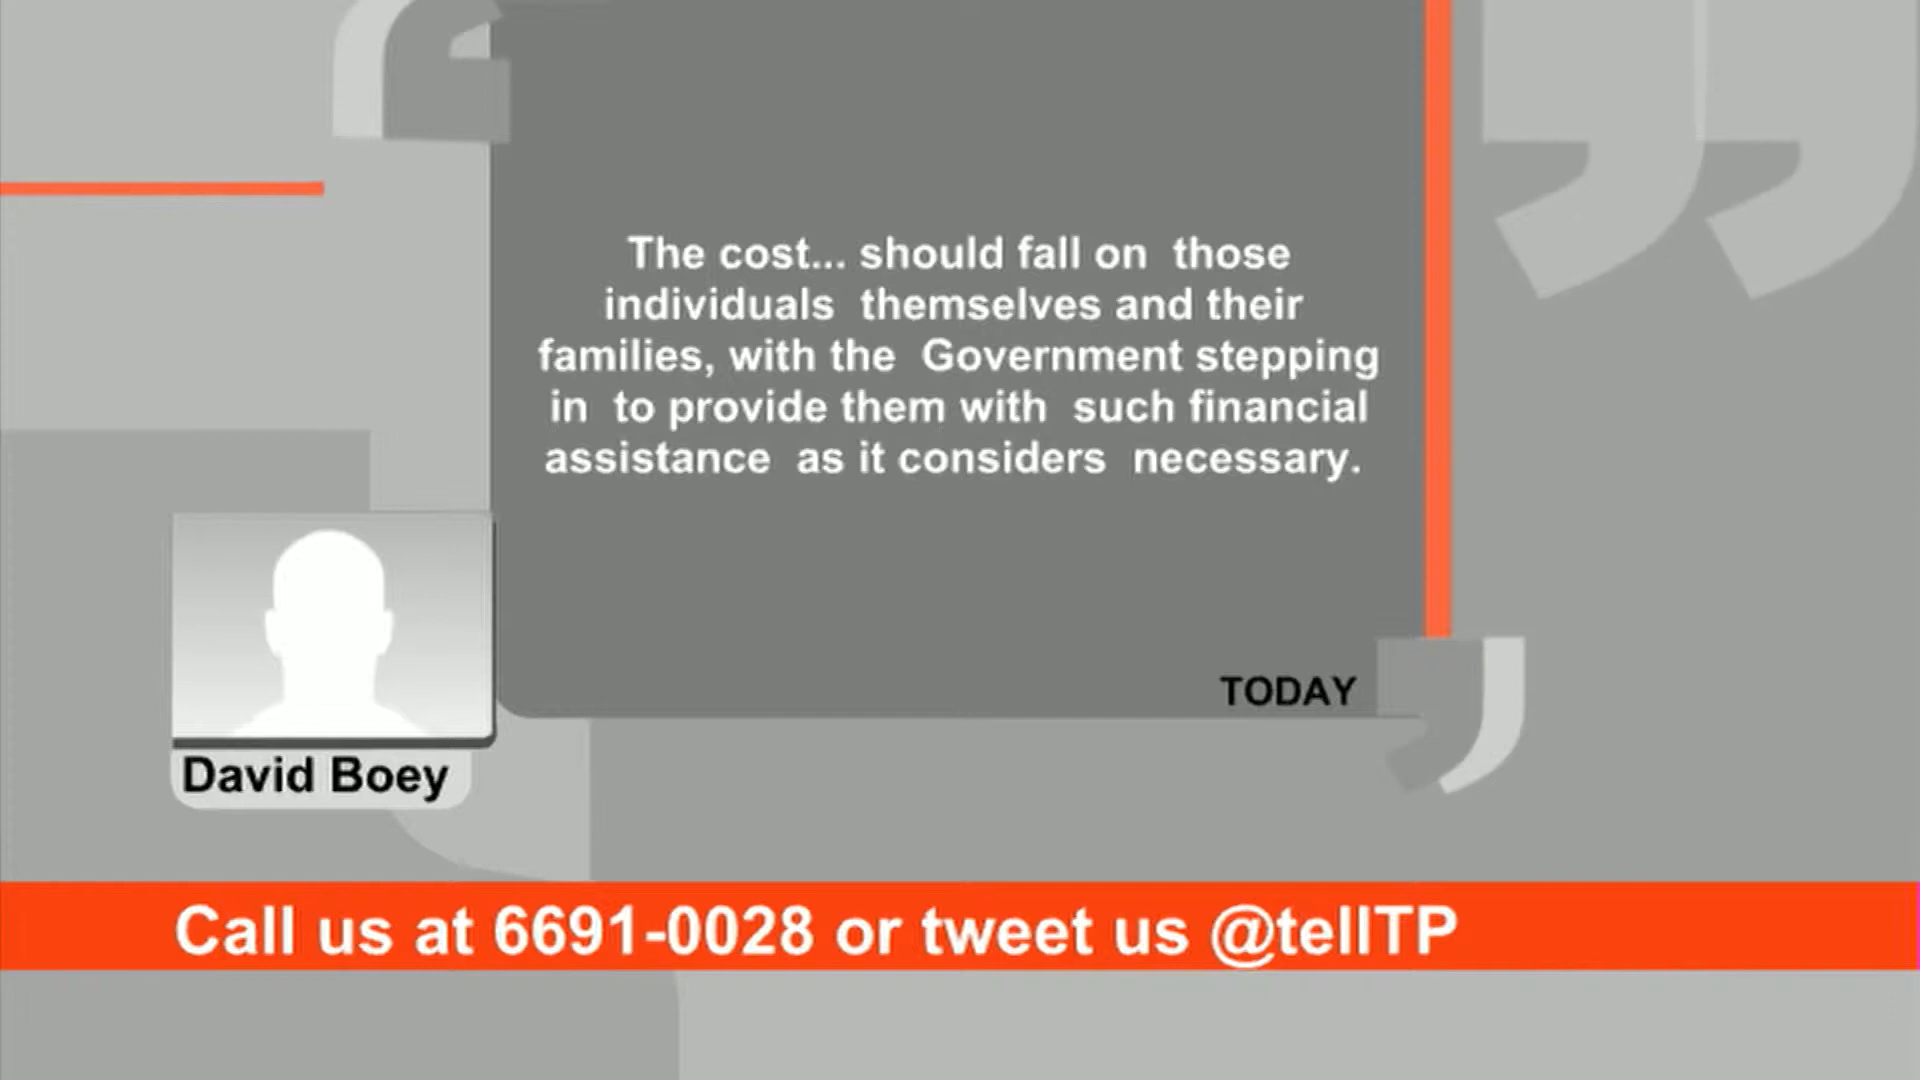 The cost... should fall on those
individuals themselves and their
families, with the Government stepping
in to provide them with such financial
assistance as it considers necessary.
TODAY
David Boey
Call us at 6691-0028 or tweet us @tellTP